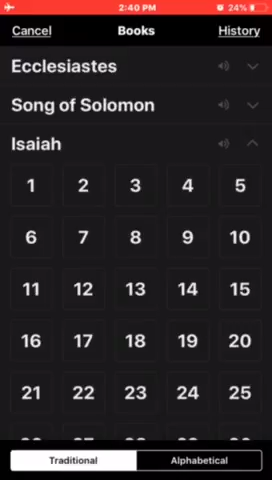 2:40 PM 24%
Cancel Books History
Ecclesiastes
Song of Solomon
Isaiah
1 2 3 4 5
6 7 8 9 10
11 12 13 14 15
16 17 18 19 20
21 22 23 24 25
Traditional Alphabetical